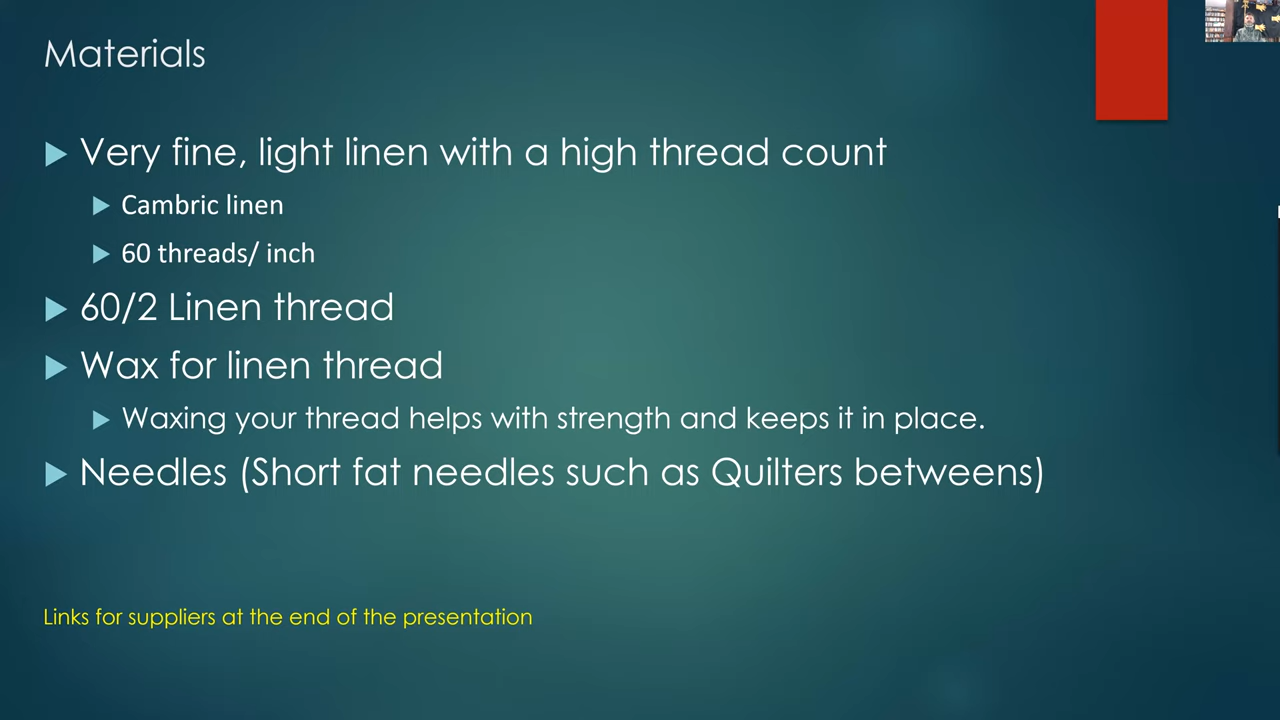 Materials
Very fine, light linen with a high thread count
Cambric linen
60 threads/ inch
60/2 Linen thread
Wax for linen thread
Waxing your thread helps with strength and keeps it in place.
Needles (Short fat needles such as Quilters betweens)
Links for suppliers at the end of the presentation